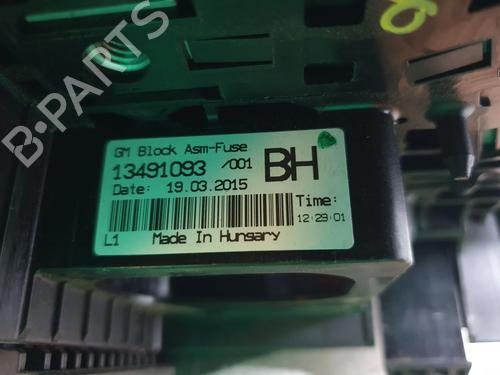 B-PARTS
GM Block Asm-Fuse
13491093 /001 BH
Date: 19.03.2015
Time:
12:29:01
L1 Made In Hungary